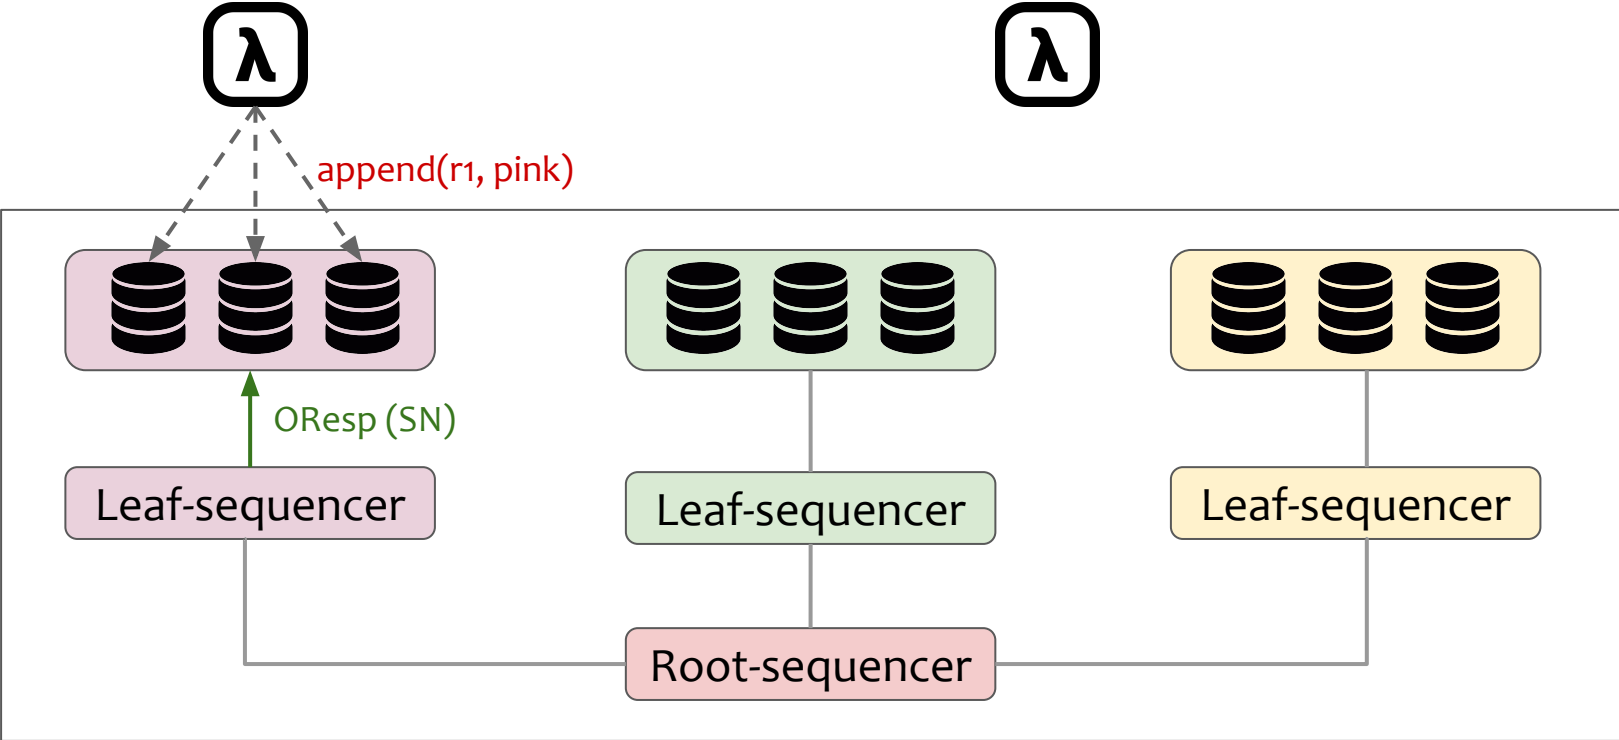 λ
λ
append(r1, pink)
OResp (SN)
Leaf-sequencer
Leaf-sequencer
Leaf-sequencer
Root-sequencer